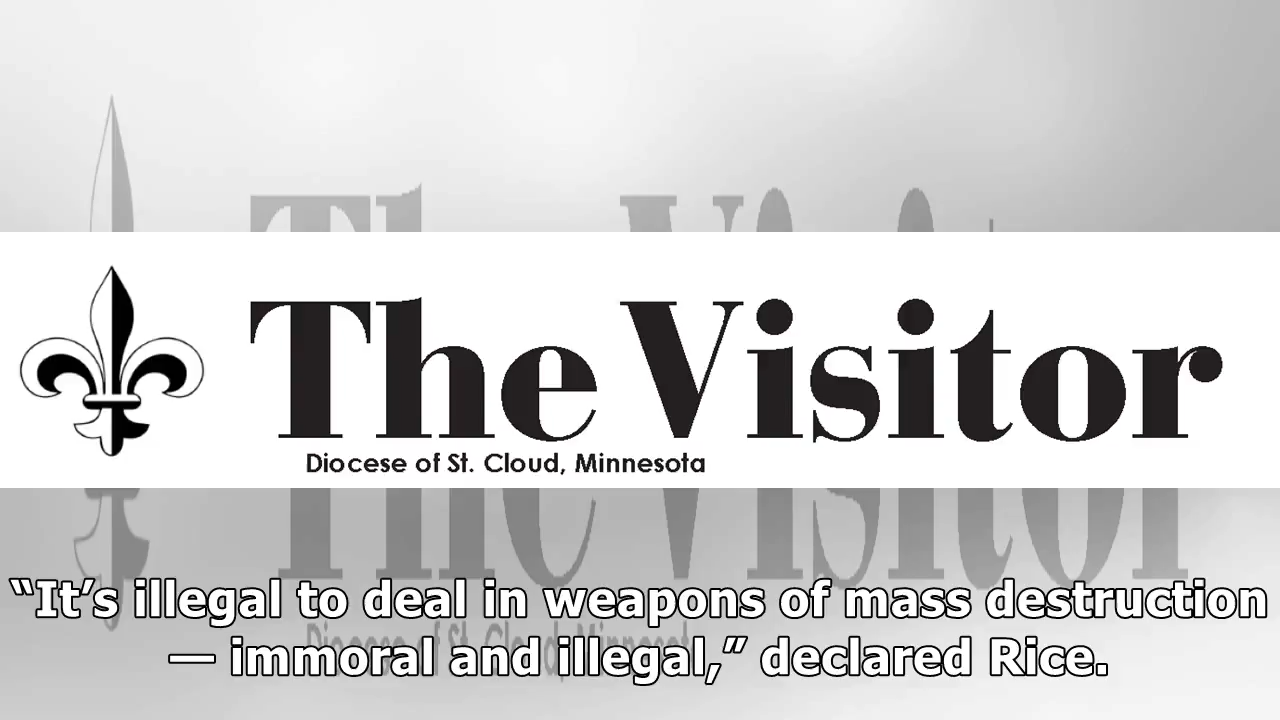 The Visitor
Diocese of St. Cloud, Minnesota
“It’s illegal to deal in weapons of mass destruction
— immoral and illegal,” declared Rice.